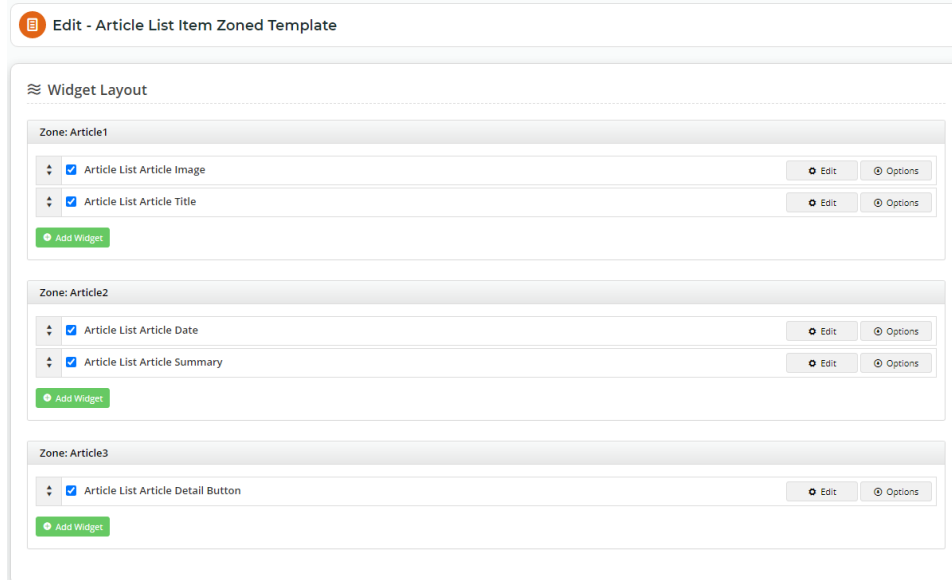 Edit - Article List Item Zoned Template
Widget Layout
Zone: Article1
Article List Article Image Edit Options
Article List Article Title Edit Options
Add Widget
Zone: Article2
Article List Article Date Edit Options
Article List Article Summary Edit Options
Add Widget
Zone: Article3
Article List Article Detail Button Edit Options
Add Widget